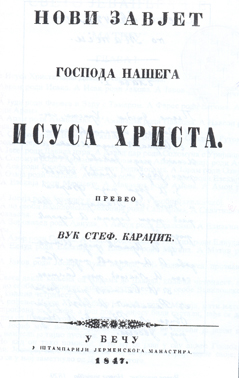 НОВИ ЗАВЈЕТ
ГОСПОДА НАШЕГА
ИСУСА ХРИСТА.
ПРЕВЕО
ВУК СТЕФ. КАРАЏИЋ.
У БЕЧУ
У ШТАМПАРИЈИ ЈЕРМЕНСКОГА МАНАСТИРА.
1847.